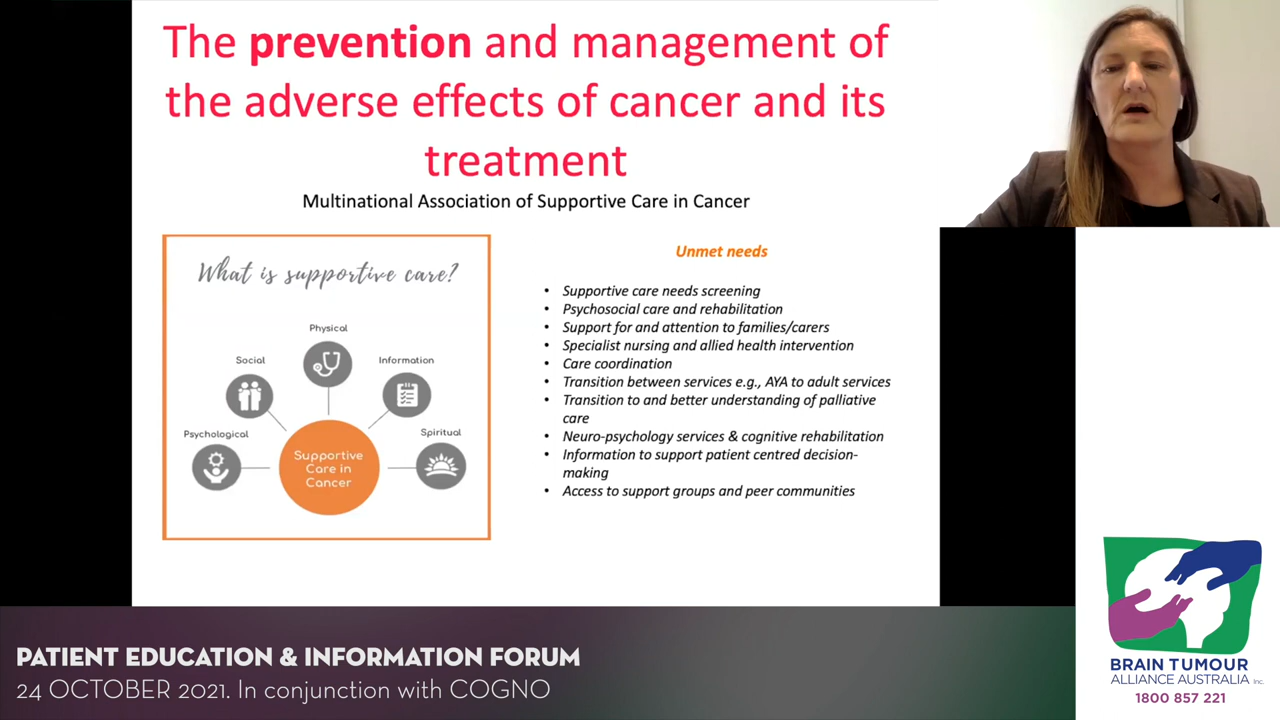 The prevention and management of
the adverse effects of cancer and its
treatment
Multinational Association of Supportive Care in Cancer
What is supportive care?
Physical
Social
Information
Psychological
Spiritual
Supportive
Care in
Cancer
Unmet needs
• Supportive care needs screening
• Psychosocial care and rehabilitation
• Support for and attention to families/carers
• Specialist nursing and allied health intervention
• Care coordination
• Transition between services e.g., AYA to adult services
• Transition to and better understanding of palliative
care
• Neuro-psychology services & cognitive rehabilitation
• Information to support patient centred decision-
making
• Access to support groups and peer communities
PATIENT EDUCATION & INFORMATION FORUM
24 OCTOBER 2021. In conjunction with COGNO
BRAIN TUMOUR
ALLIANCE AUSTRALIA Inc.
1800 857 221